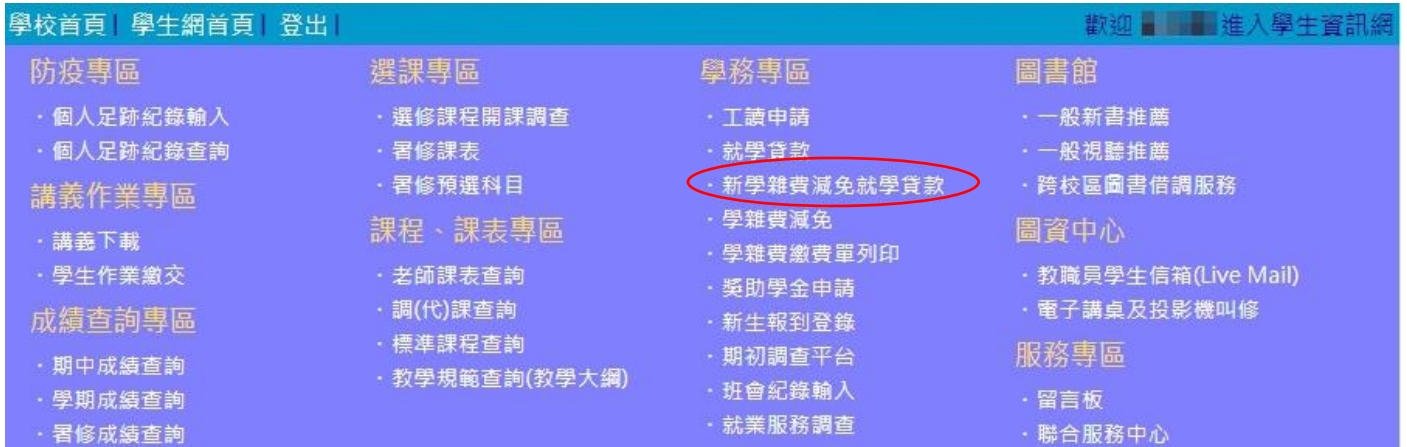 學校首頁| 學生網首頁| 登出|
歡迎 進入學生資訊網
防疫專區
・個人足跡紀錄輸入
・個人足跡紀錄查詢
講義作業專區
・講義下載
・學生作業繳交
成績查詢專區
・期中成績查詢
・學期成績查詢
・暑修成績查詢
選課專區
・選修課程開課調查
・暑修課表
・暑修預選科目
課程、課表專區
・老師課表查詢
・調(代)課查詢
・標準課程查詢
・教學規範查詢(教學大綱)
學務專區
・工讀申請
・就學貸款
・新學雜費減免就學貸款
・學雜費減免
・學雜費繳費單列印
・獎助學金申請
・新生報到登錄
・期初調查平台
・班會紀錄輸入
・就業服務調查
圖書館
・一般新書推薦
・一般視聽推薦
・跨校區圖書借調服務
圖資中心
・教職員學生信箱(Live Mail)
・電子講桌及投影機叫修
服務專區
・留言板
・聯合服務中心